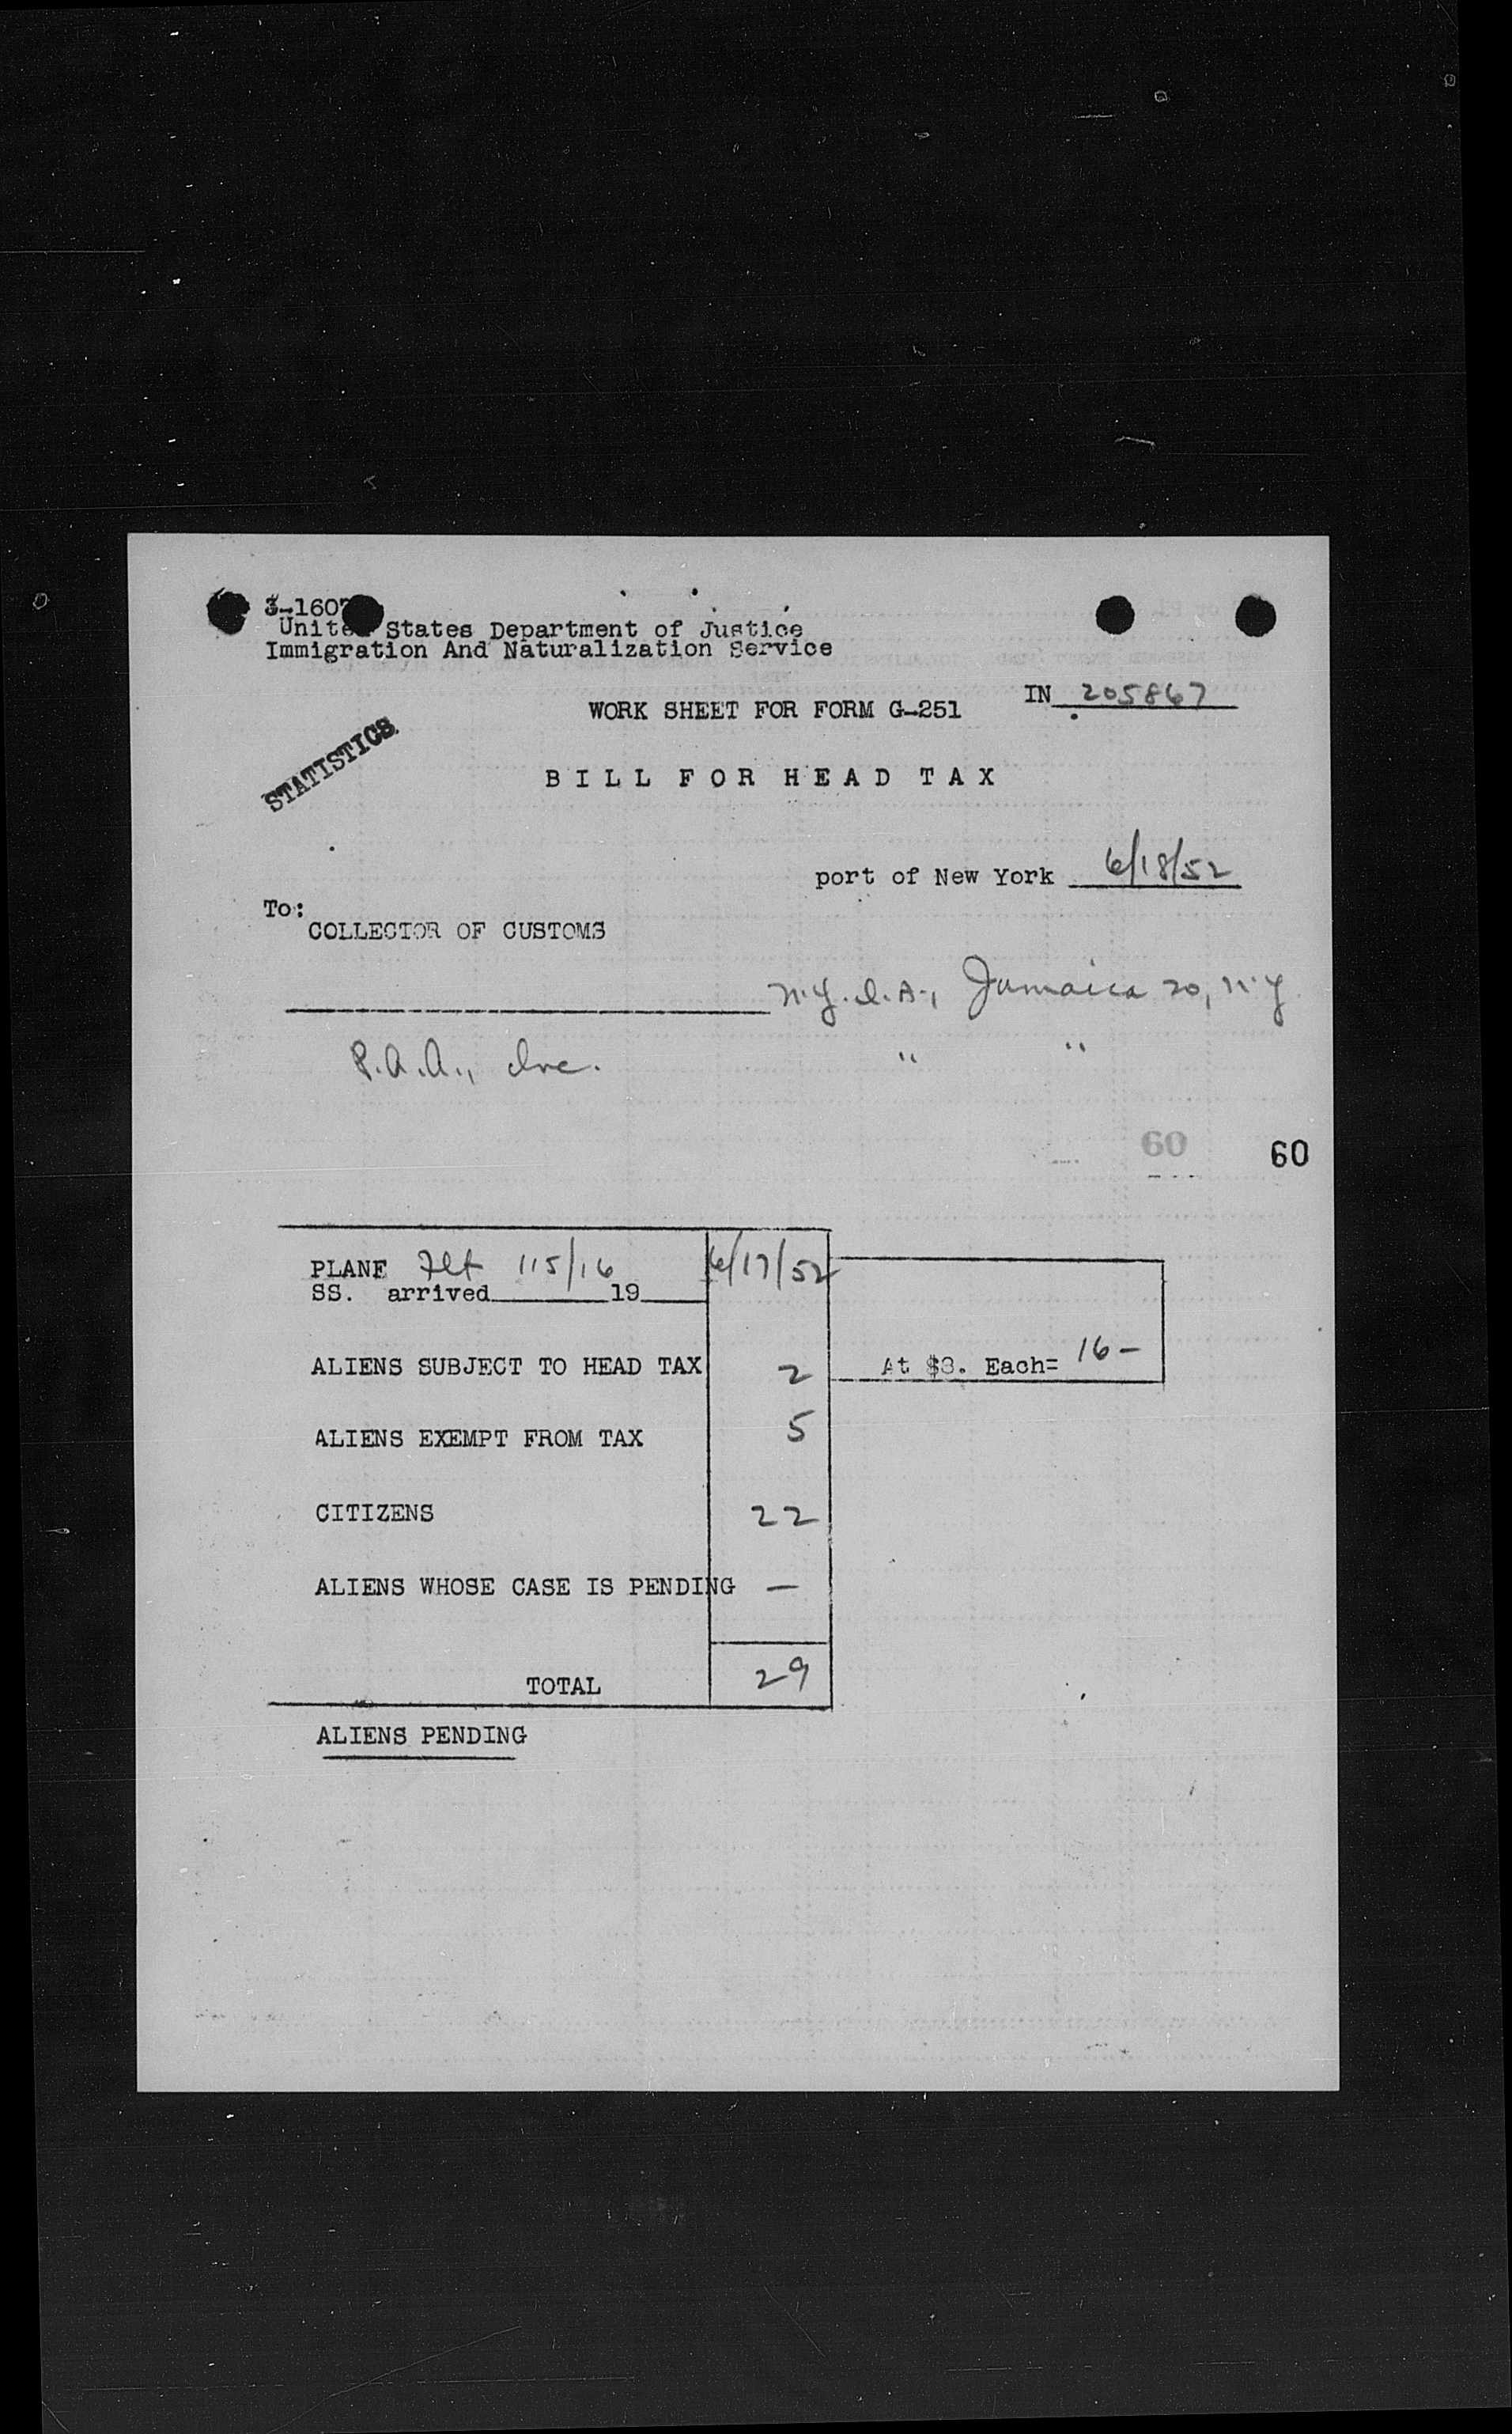 3-1607
United States Department of Justice
Immigration And Naturalization Service
IN 205867
WORK SHEET FOR FORM G-251
STATISTICS
BILL FOR HEAD TAX
port of New York 6/18/52
To:
COLLECTOR OF CUSTOMS
N.Y.I.A., Jamaica 20, N.Y
P.A.A., Inc. " "
60 60
PLANE Flt 115/16 6/17/52
SS. arrived 19
ALIENS SUBJECT TO HEAD TAX 2 At $8. Each= 16-
ALIENS EXEMPT FROM TAX 5
CITIZENS 22
ALIENS WHOSE CASE IS PENDING —
TOTAL 29
ALIENS PENDING